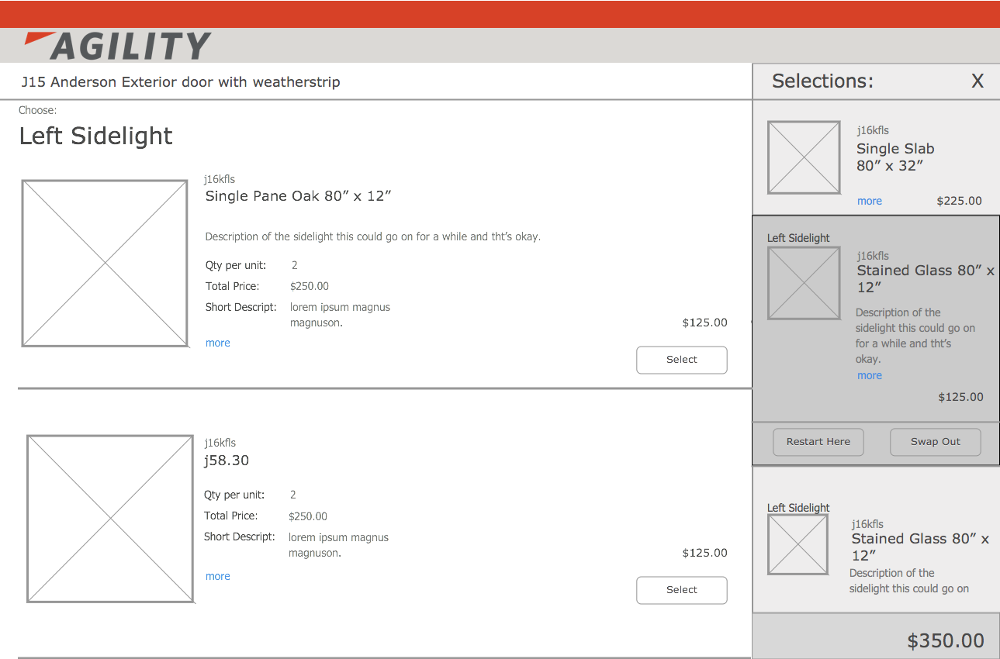 AGILITY
J15 Anderson Exterior door with weatherstrip
Choose:
Left Sidelight
j16kfls
Single Pane Oak 80” x 12”
Description of the sidelight this could go on for a while and tht’s okay.
Qty per unit: 2
Total Price: $250.00
Short Descript: lorem ipsum magnus
magnuson.
more
$125.00
Select
j16kfls
j58.30
Qty per unit: 2
Total Price: $250.00
Short Descript: lorem ipsum magnus
magnuson.
more
$125.00
Select
Selections: X
j16kfls
Single Slab
80” x 32”
more $225.00
Left Sidelight
j16kfls
Stained Glass 80” x
12”
Description of the
sidelight this could go on
for a while and tht’s
okay.
more
$125.00
Restart Here Swap Out
Left Sidelight
j16kfls
Stained Glass 80” x
12”
Description of the
sidelight this could go on
$350.00